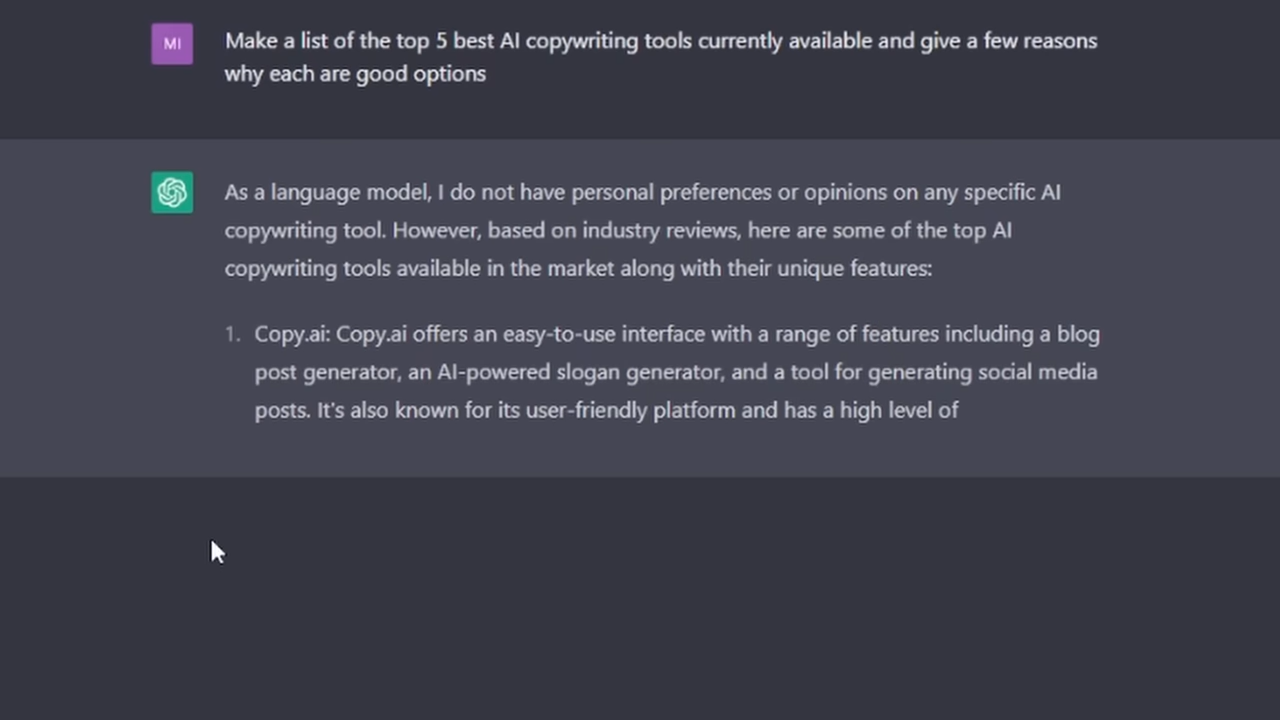 MI
Make a list of the top 5 best AI copywriting tools currently available and give a few reasons
why each are good options
As a language model, I do not have personal preferences or opinions on any specific AI
copywriting tool. However, based on industry reviews, here are some of the top AI
copywriting tools available in the market along with their unique features:
1. Copy.ai: Copy.ai offers an easy-to-use interface with a range of features including a blog
post generator, an AI-powered slogan generator, and a tool for generating social media
posts. It's also known for its user-friendly platform and has a high level of